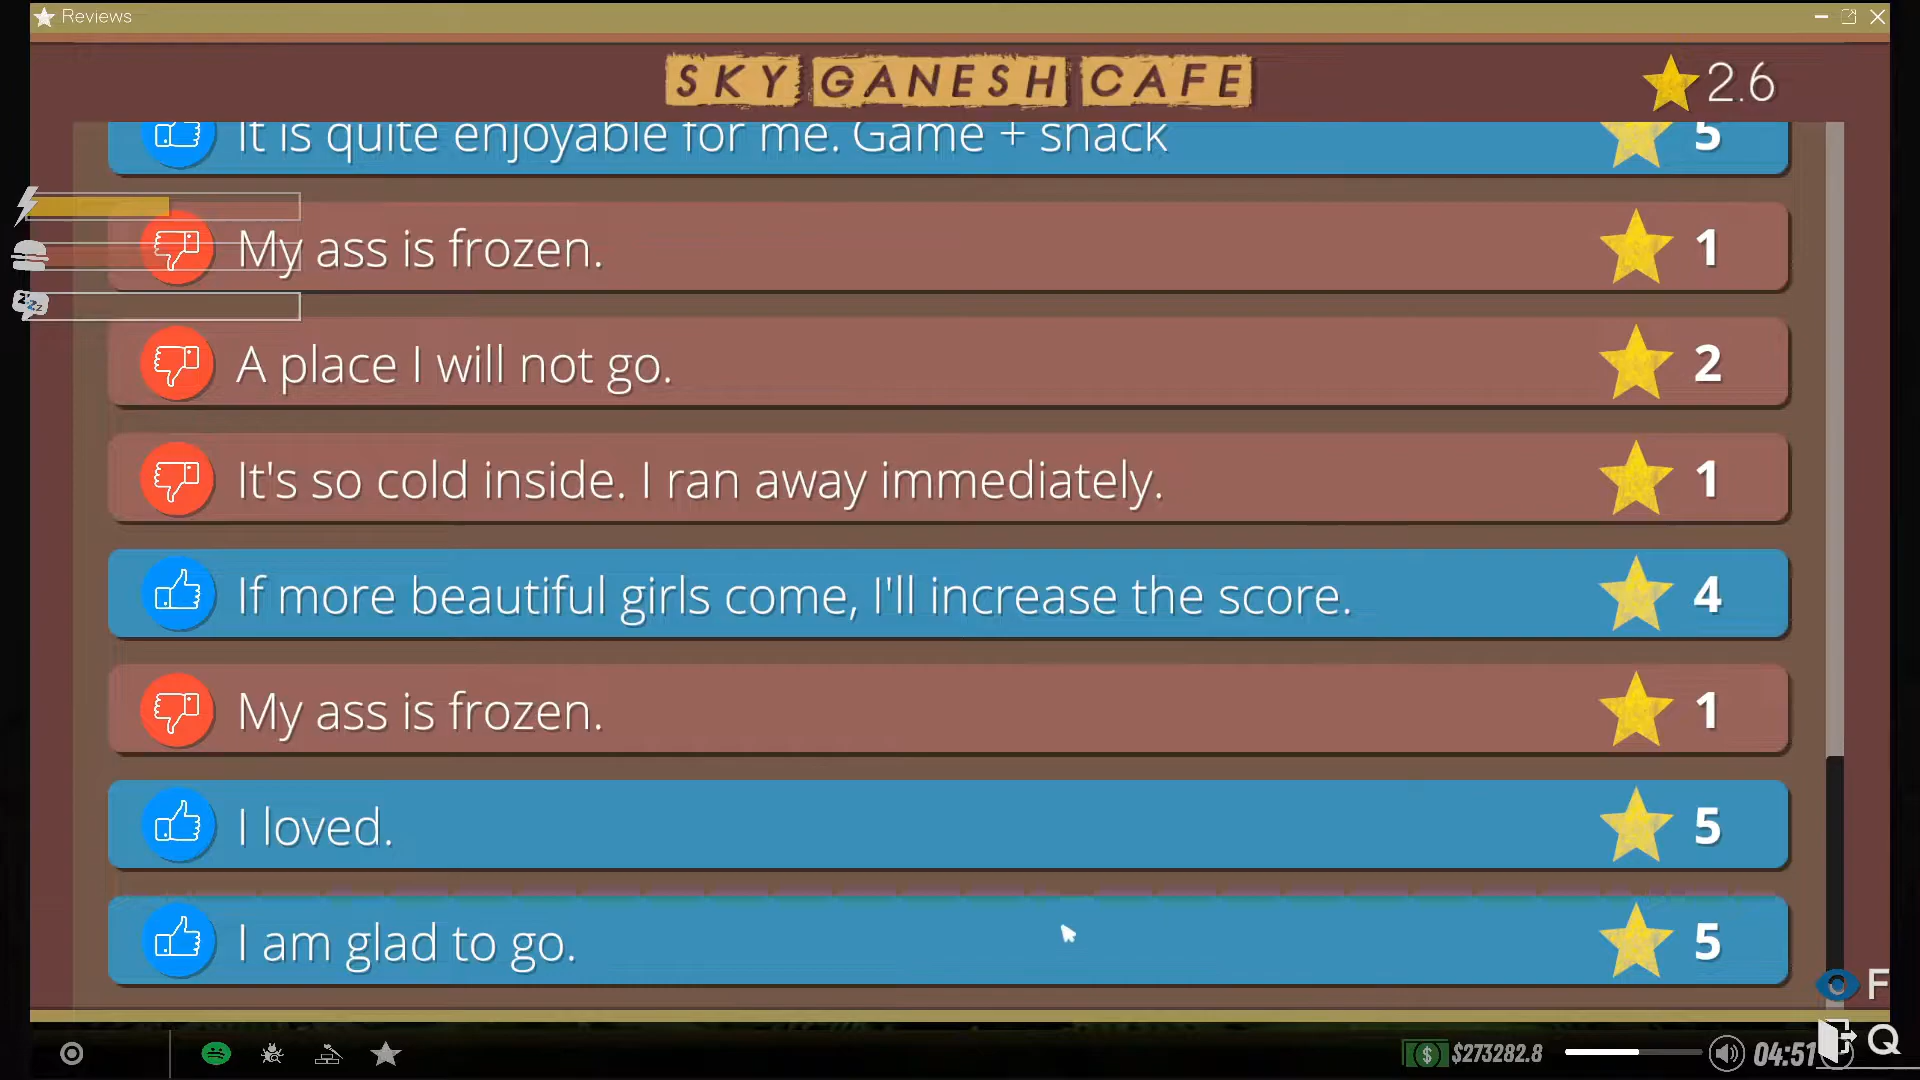 Reviews
SKY GANESH CAFE
2.6
It is quite enjoyable for me. Game + snack
5
My ass is frozen.
1
A place I will not go.
2
It's so cold inside. I ran away immediately.
1
If more beautiful girls come, I'll increase the score.
4
My ass is frozen.
1
I loved.
5
I am glad to go.
5
F
$273282.8
04:51
Q